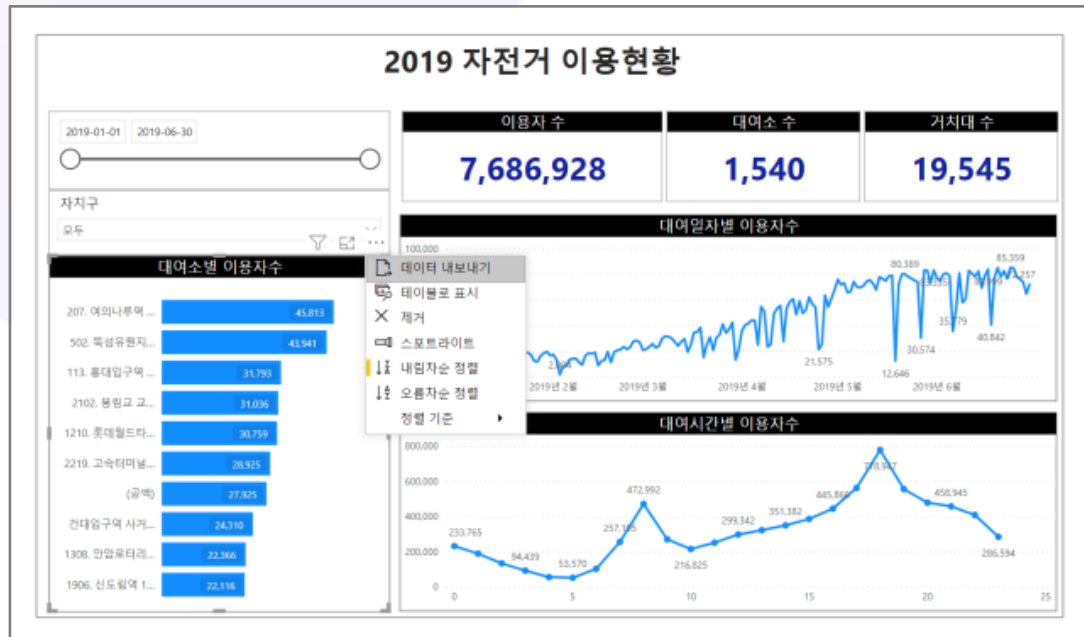 2019 자전거 이용현황
2019-01-01 2019-06-30
자치구
모두
이용자 수
7,686,928
대여소 수
1,540
거치대 수
19,545
대여소별 이용자수
207. 여의나루역 ... 45,813
502. 뚝섬유원지... 43,941
113. 홍대입구역 ... 31,793
2102. 봉림교 교... 31,036
1210. 롯데월드타... 30,759
2219. 고속터미널... 28,925
(공백) 27,925
건대입구역 사거... 24,310
1308. 안암로터리... 22,366
1906. 신도림역 1... 22,116
데이터 내보내기
테이블로 표시
제거
스포트라이트
내림차순 정렬
오름차순 정렬
정렬 기준
대여일자별 이용자수
100,000
85,359
80,389
40,842
30,574
21,575
12,646
2019년 2월 2019년 3월 2019년 4월 2019년 5월 2019년 6월
대여시간별 이용자수
800,000
600,000
400,000
200,000
0
233,765
94,439
53,570
257,195
472,992
216,825
299,342
351,382
445,866
778,947
458,945
286,594
0 5 10 15 20 25